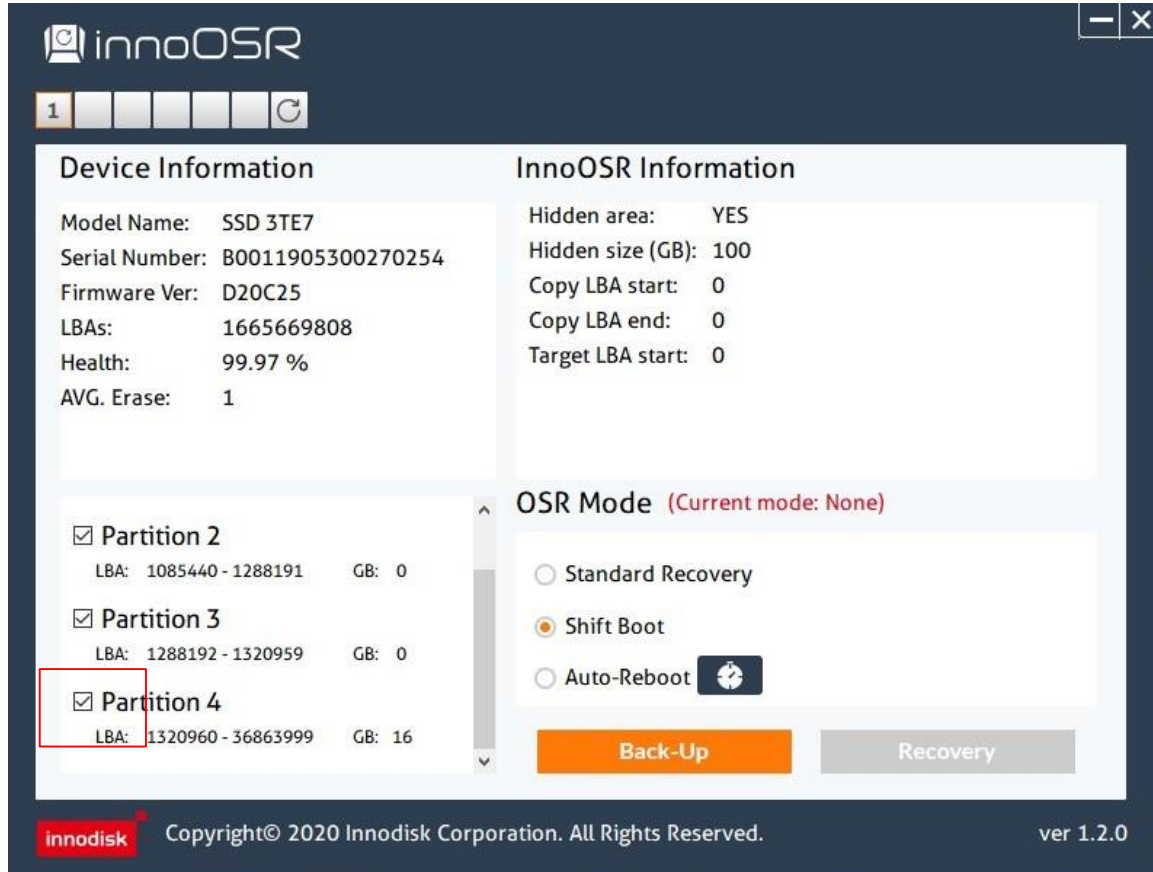 innoOSR
1
Device Information
Model Name: SSD 3TE7
Serial Number: B0011905300270254
Firmware Ver: D20C25
LBAs: 1665669808
Health: 99.97 %
AVG. Erase: 1
InnoOSR Information
Hidden area: YES
Hidden size (GB): 100
Copy LBA start: 0
Copy LBA end: 0
Target LBA start: 0
Partition 2
LBA: 1085440 - 1288191 GB: 0
Partition 3
LBA: 1288192 - 1320959 GB: 0
Partition 4
LBA: 1320960 - 36863999 GB: 16
OSR Mode (Current mode: None)
Standard Recovery
Shift Boot
Auto-Reboot
Back-Up Recovery
innodisk Copyright© 2020 Innodisk Corporation. All Rights Reserved. ver 1.2.0